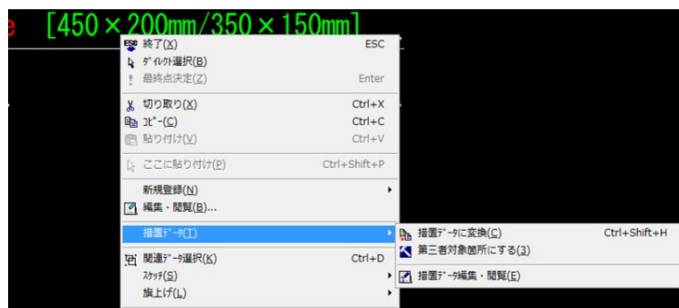 e [450×200mm/350×150mm]
終了(X) ESC
ﾀﾞｲﾚｸﾄ選択(B)
最終点決定(Z) Enter
切り取り(X) Ctrl+X
ｺﾋﾟｰ(C) Ctrl+C
貼り付け(V) Ctrl+V
ここに貼り付け(P) Ctrl+Shift+P
新規登録(N)
編集・閲覧(B)...
措置ﾃﾞｰﾀ(I)
措置ﾃﾞｰﾀに変換(C) Ctrl+Shift+H
第三者対象箇所にする(3)
措置ﾃﾞｰﾀ編集・閲覧(E)
関連ﾃﾞｰﾀ選択(K) Ctrl+D
ｽｹｯﾁ(S)
旗上げ(L)